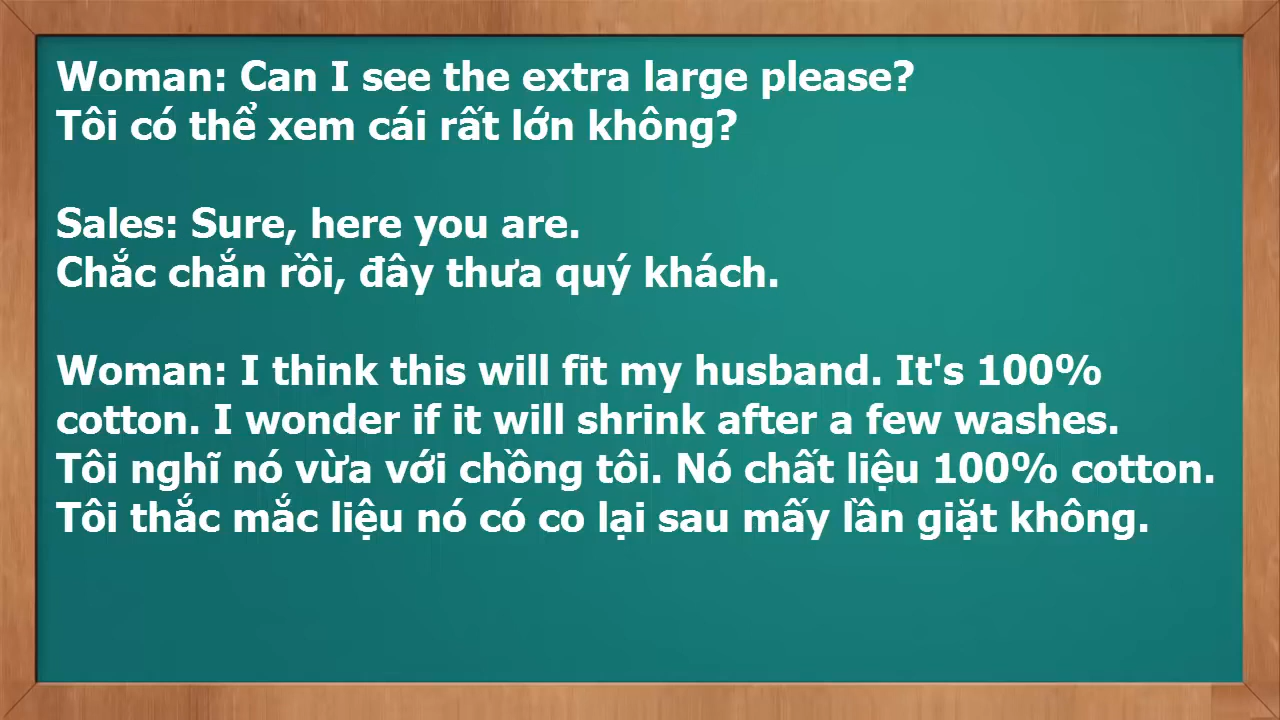 Woman: Can I see the extra large please?
Tôi có thể xem cái rất lớn không?
Sales: Sure, here you are.
Chắc chắn rồi, đây thưa quý khách.
Woman: I think this will fit my husband. It's 100%
cotton. I wonder if it will shrink after a few washes.
Tôi nghĩ nó vừa với chồng tôi. Nó chất liệu 100% cotton.
Tôi thắc mắc liệu nó có co lại sau mấy lần giặt không.